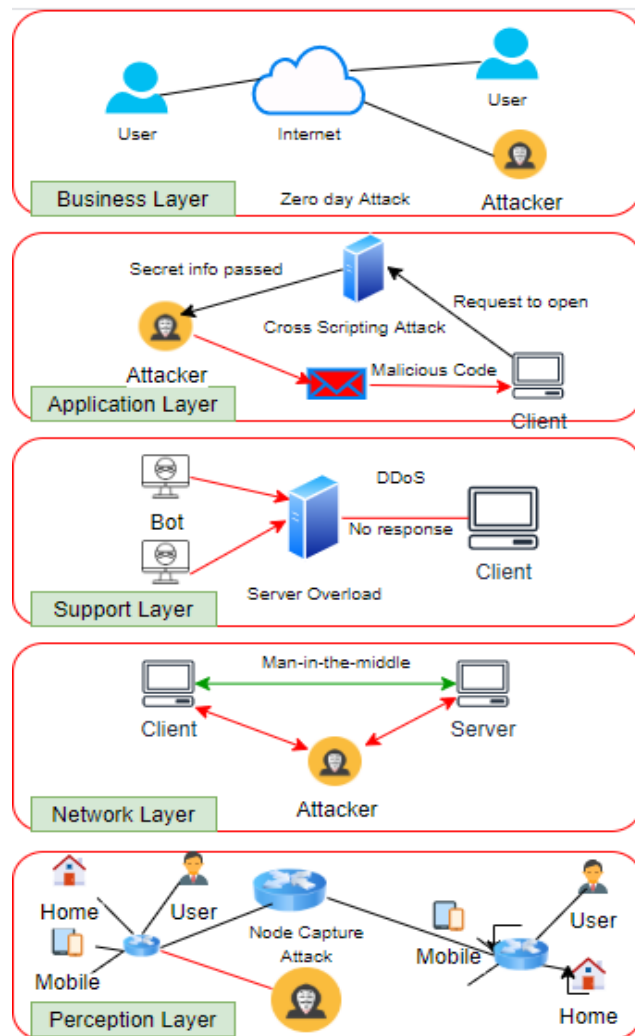 User
Internet
User
Business Layer
Zero day Attack
Attacker
Secret info passed
Request to open
Cross Scripting Attack
Attacker
Malicious Code
Application Layer
Client
DDoS
Bot
No response
Client
Server Overload
Support Layer
Man-in-the-middle
Client
Server
Attacker
Network Layer
Home
User
Node Capture
Attack
Mobile
User
Mobile
Home
Perception Layer